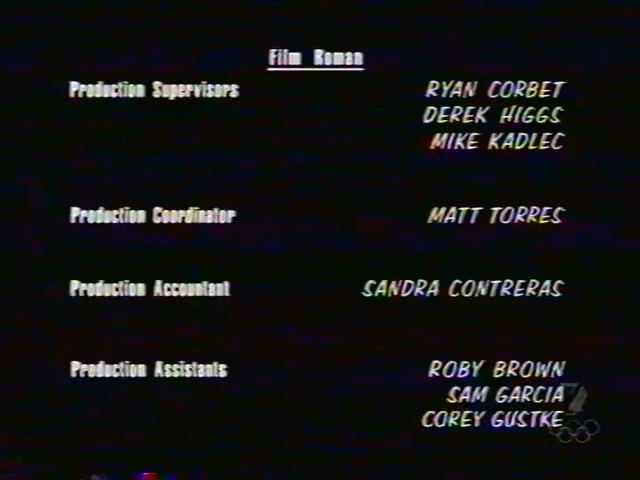 Film Roman
Production Supervisors RYAN CORBET
DEREK HIGGS
MIKE KADLEC
Production Coordinator MATT TORRES
Production Accountant SANDRA CONTRERAS
Production Assistants ROBY BROWN
SAM GARCIA
COREY GUSTKE